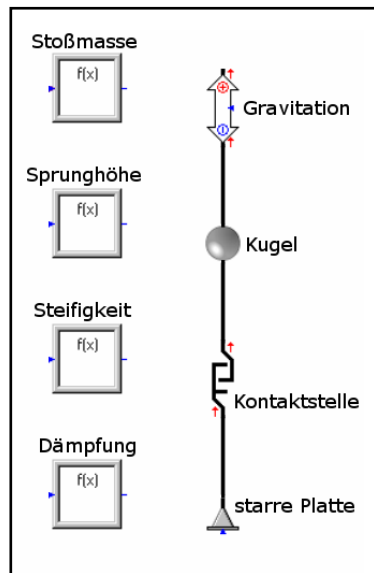 Stoßmasse
f(x)
Gravitation
Sprunghöhe
f(x)
Kugel
Steifigkeit
f(x)
Kontaktstelle
Dämpfung
f(x)
starre Platte